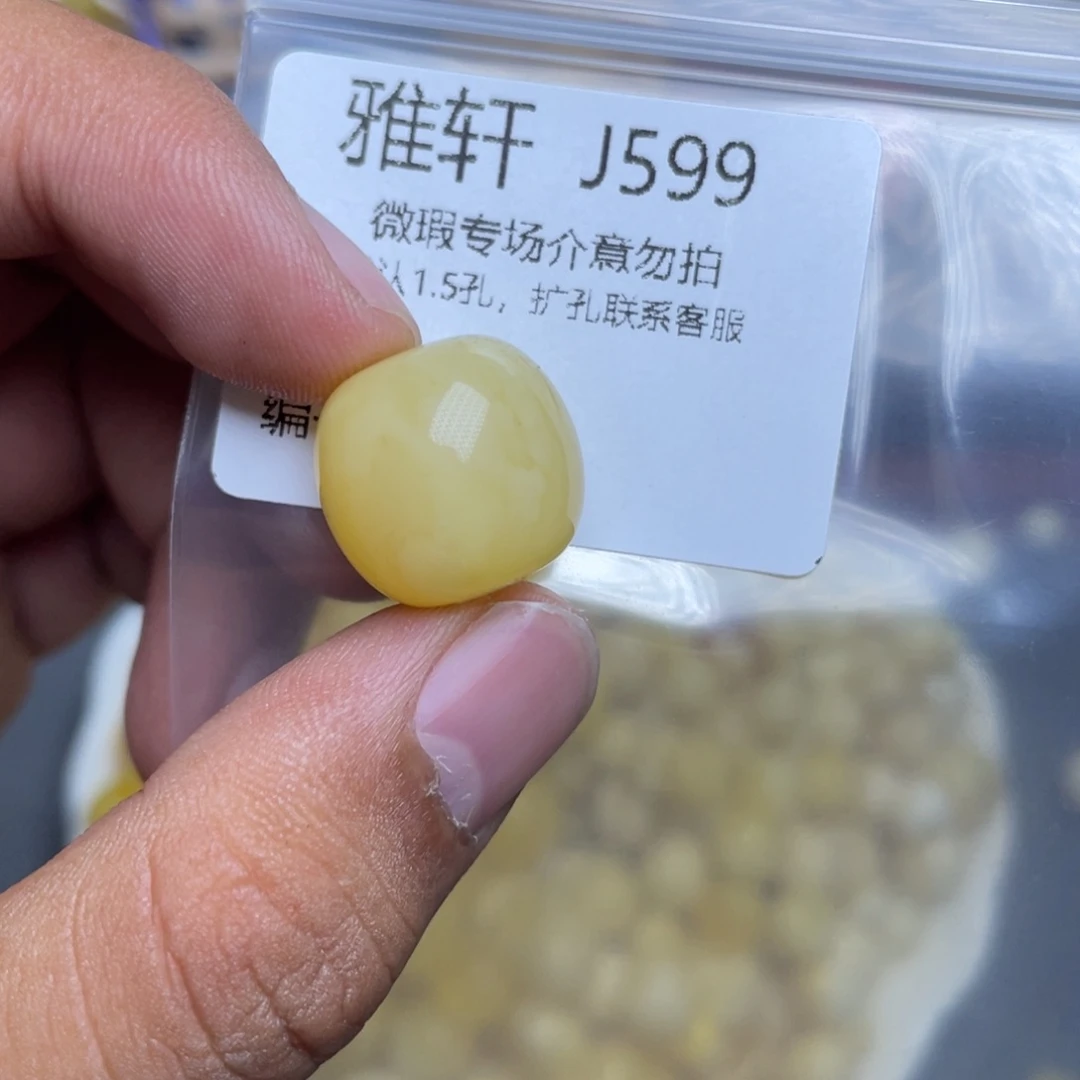 雅轩 J599
微瑕专场介意勿拍
认1.5孔，扩孔联系客服
编